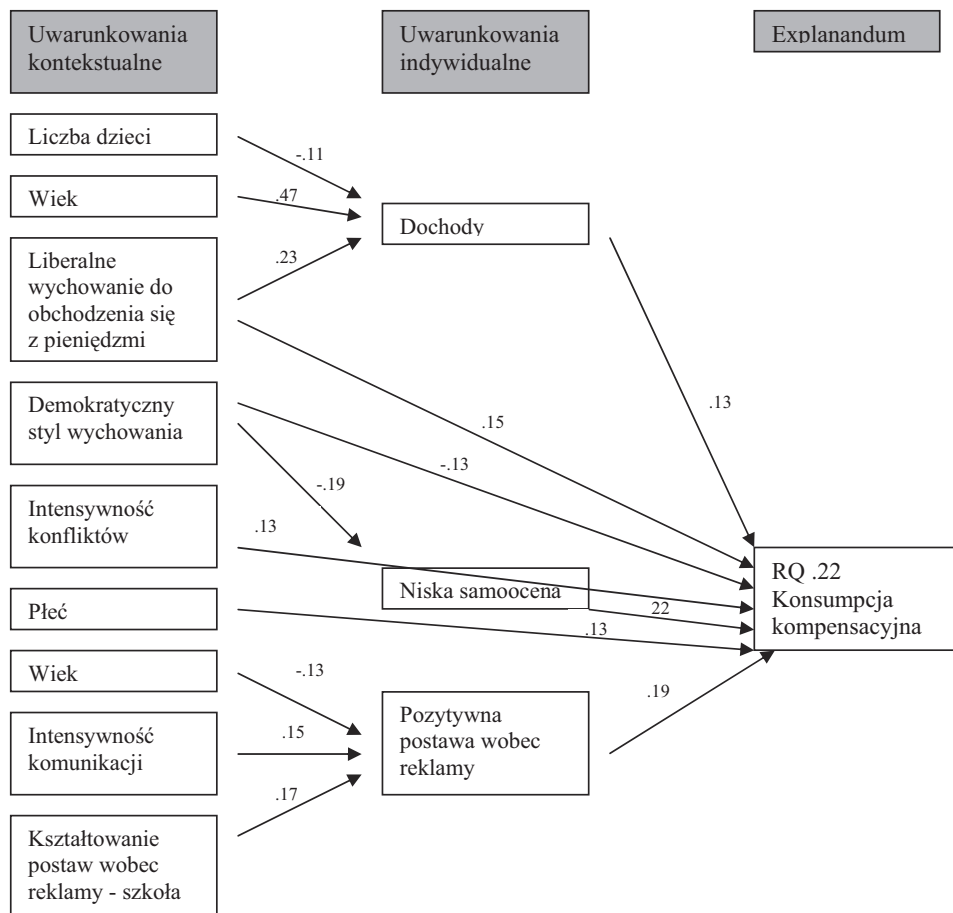 Uwarunkowania
kontekstualne
Uwarunkowania
indywidualne
Explanandum
Liczba dzieci
-.11
Wiek
.47
Dochody
Liberalne
wychowanie do
obchodzenia się
z pieniędzmi
.23
.13
Demokratyczny
styl wychowania
.15
-.13
-.19
Intensywność
konfliktów
.13
Niska samoocena
.22
RQ .22
Konsumpcja
kompensacyjna
Płeć
.13
Wiek
-.13
Pozytywna
postawa wobec
reklamy
.19
Intensywność
komunikacji
.15
.17
Kształtowanie
postaw wobec
reklamy - szkoła